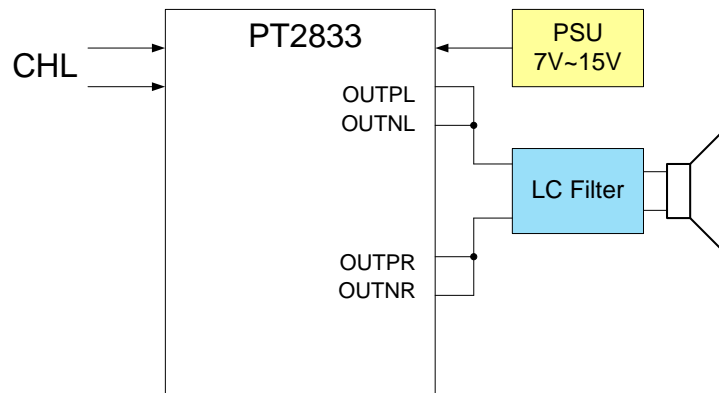 PT2833
PSU
7V~15V
CHL
OUTPL
OUTNL
LC Filter
OUTPR
OUTNR